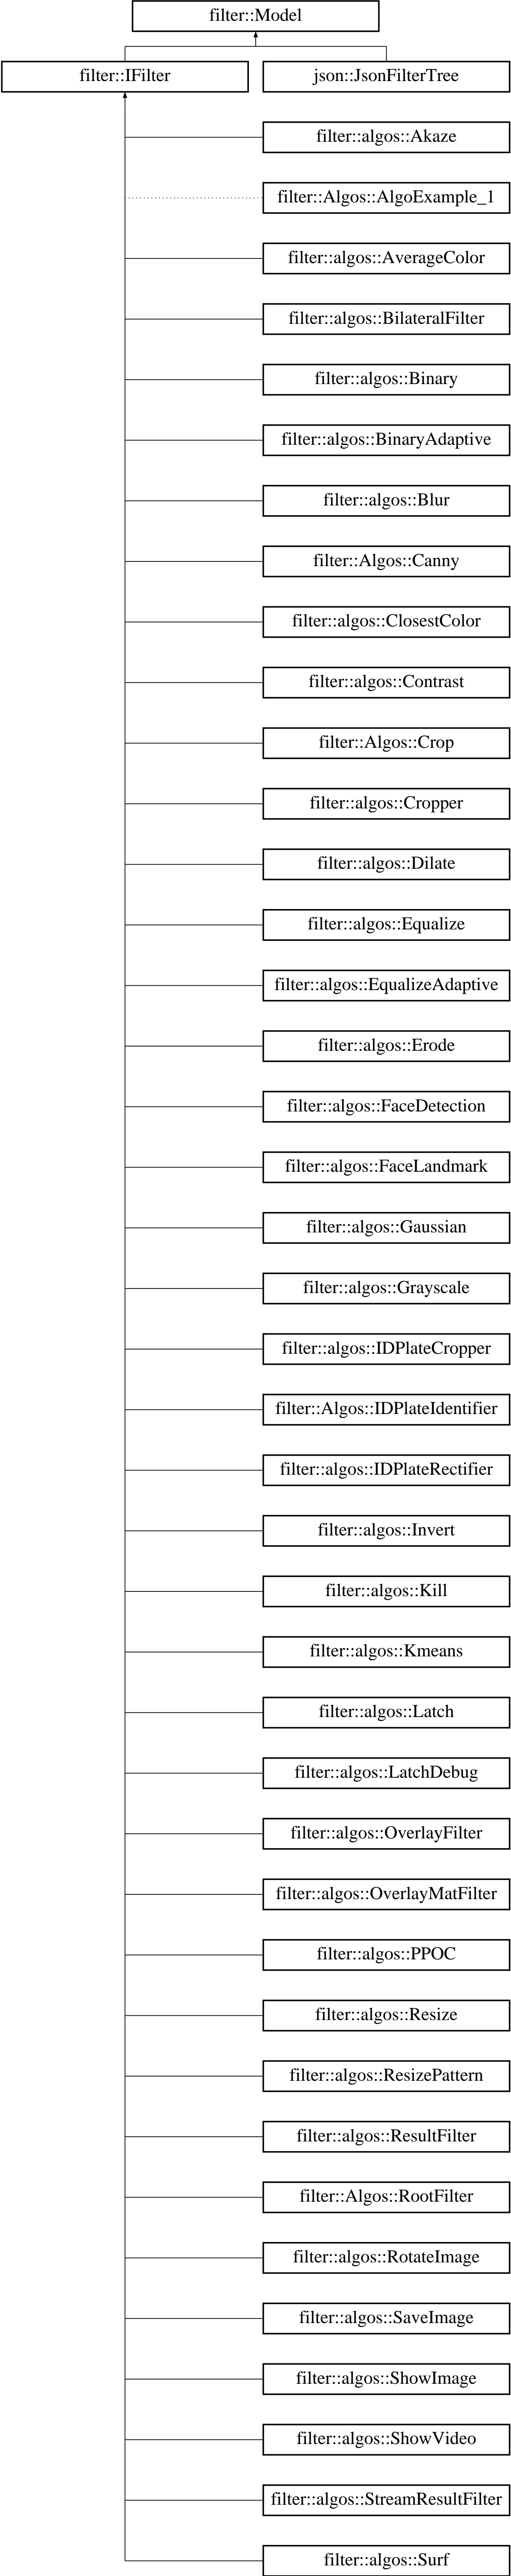 filter::Model
filter::IFilter
json::JsonFilterTree
filter::algos::Akaze
filter::Algos::AlgoExample_1
filter::algos::AverageColor
filter::algos::BilateralFilter
filter::algos::Binary
filter::algos::BinaryAdaptive
filter::algos::Blur
filter::Algos::Canny
filter::algos::ClosestColor
filter::algos::Contrast
filter::Algos::Crop
filter::algos::Cropper
filter::algos::Dilate
filter::algos::Equalize
filter::algos::EqualizeAdaptive
filter::algos::Erode
filter::algos::FaceDetection
filter::algos::FaceLandmark
filter::algos::Gaussian
filter::algos::Grayscale
filter::algos::IDPlateCropper
filter::Algos::IDPlateIdentifier
filter::algos::IDPlateRectifier
filter::algos::Invert
filter::algos::Kill
filter::algos::Kmeans
filter::algos::Latch
filter::algos::LatchDebug
filter::algos::OverlayFilter
filter::algos::OverlayMatFilter
filter::algos::PPOC
filter::algos::Resize
filter::algos::ResizePattern
filter::algos::ResultFilter
filter::Algos::RootFilter
filter::algos::RotateImage
filter::algos::SaveImage
filter::algos::ShowImage
filter::algos::ShowVideo
filter::algos::StreamResultFilter
filter::algos::Surf